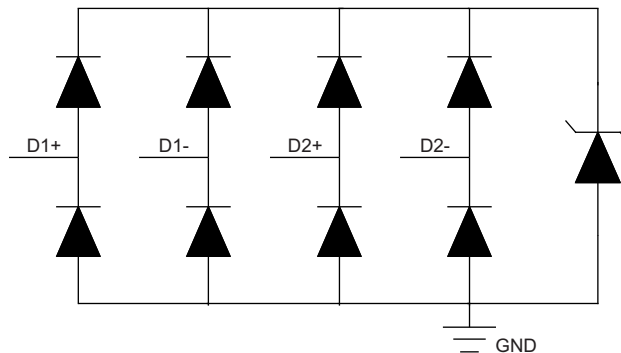 D1+
D1-
D2+
D2-
GND